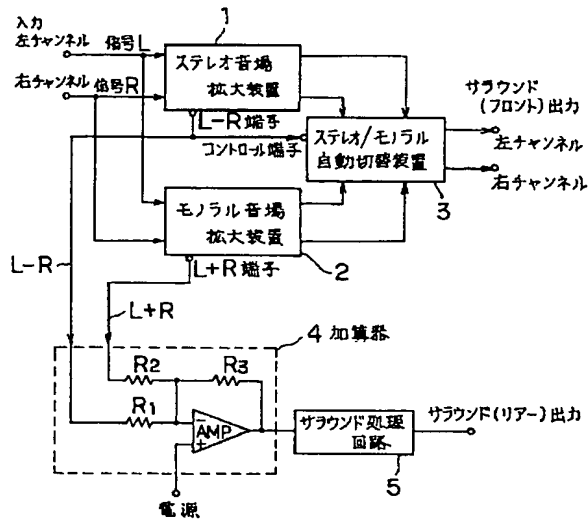 入力
左チャンネル 信号L
右チャンネル 信号R
1
ステレオ音場
拡大装置
L-R端子
コントロール端子
ステレオ/モノラル
自動切替装置
3
サラウンド
(フロント)出力
左チャンネル
右チャンネル
モノラル音場
拡大装置
2
L+R端子
L-R
L+R
4 加算器
R2
R3
R1
AMP
-
+
電源
サラウンド処理
回路
5
サラウンド(リアー)出力